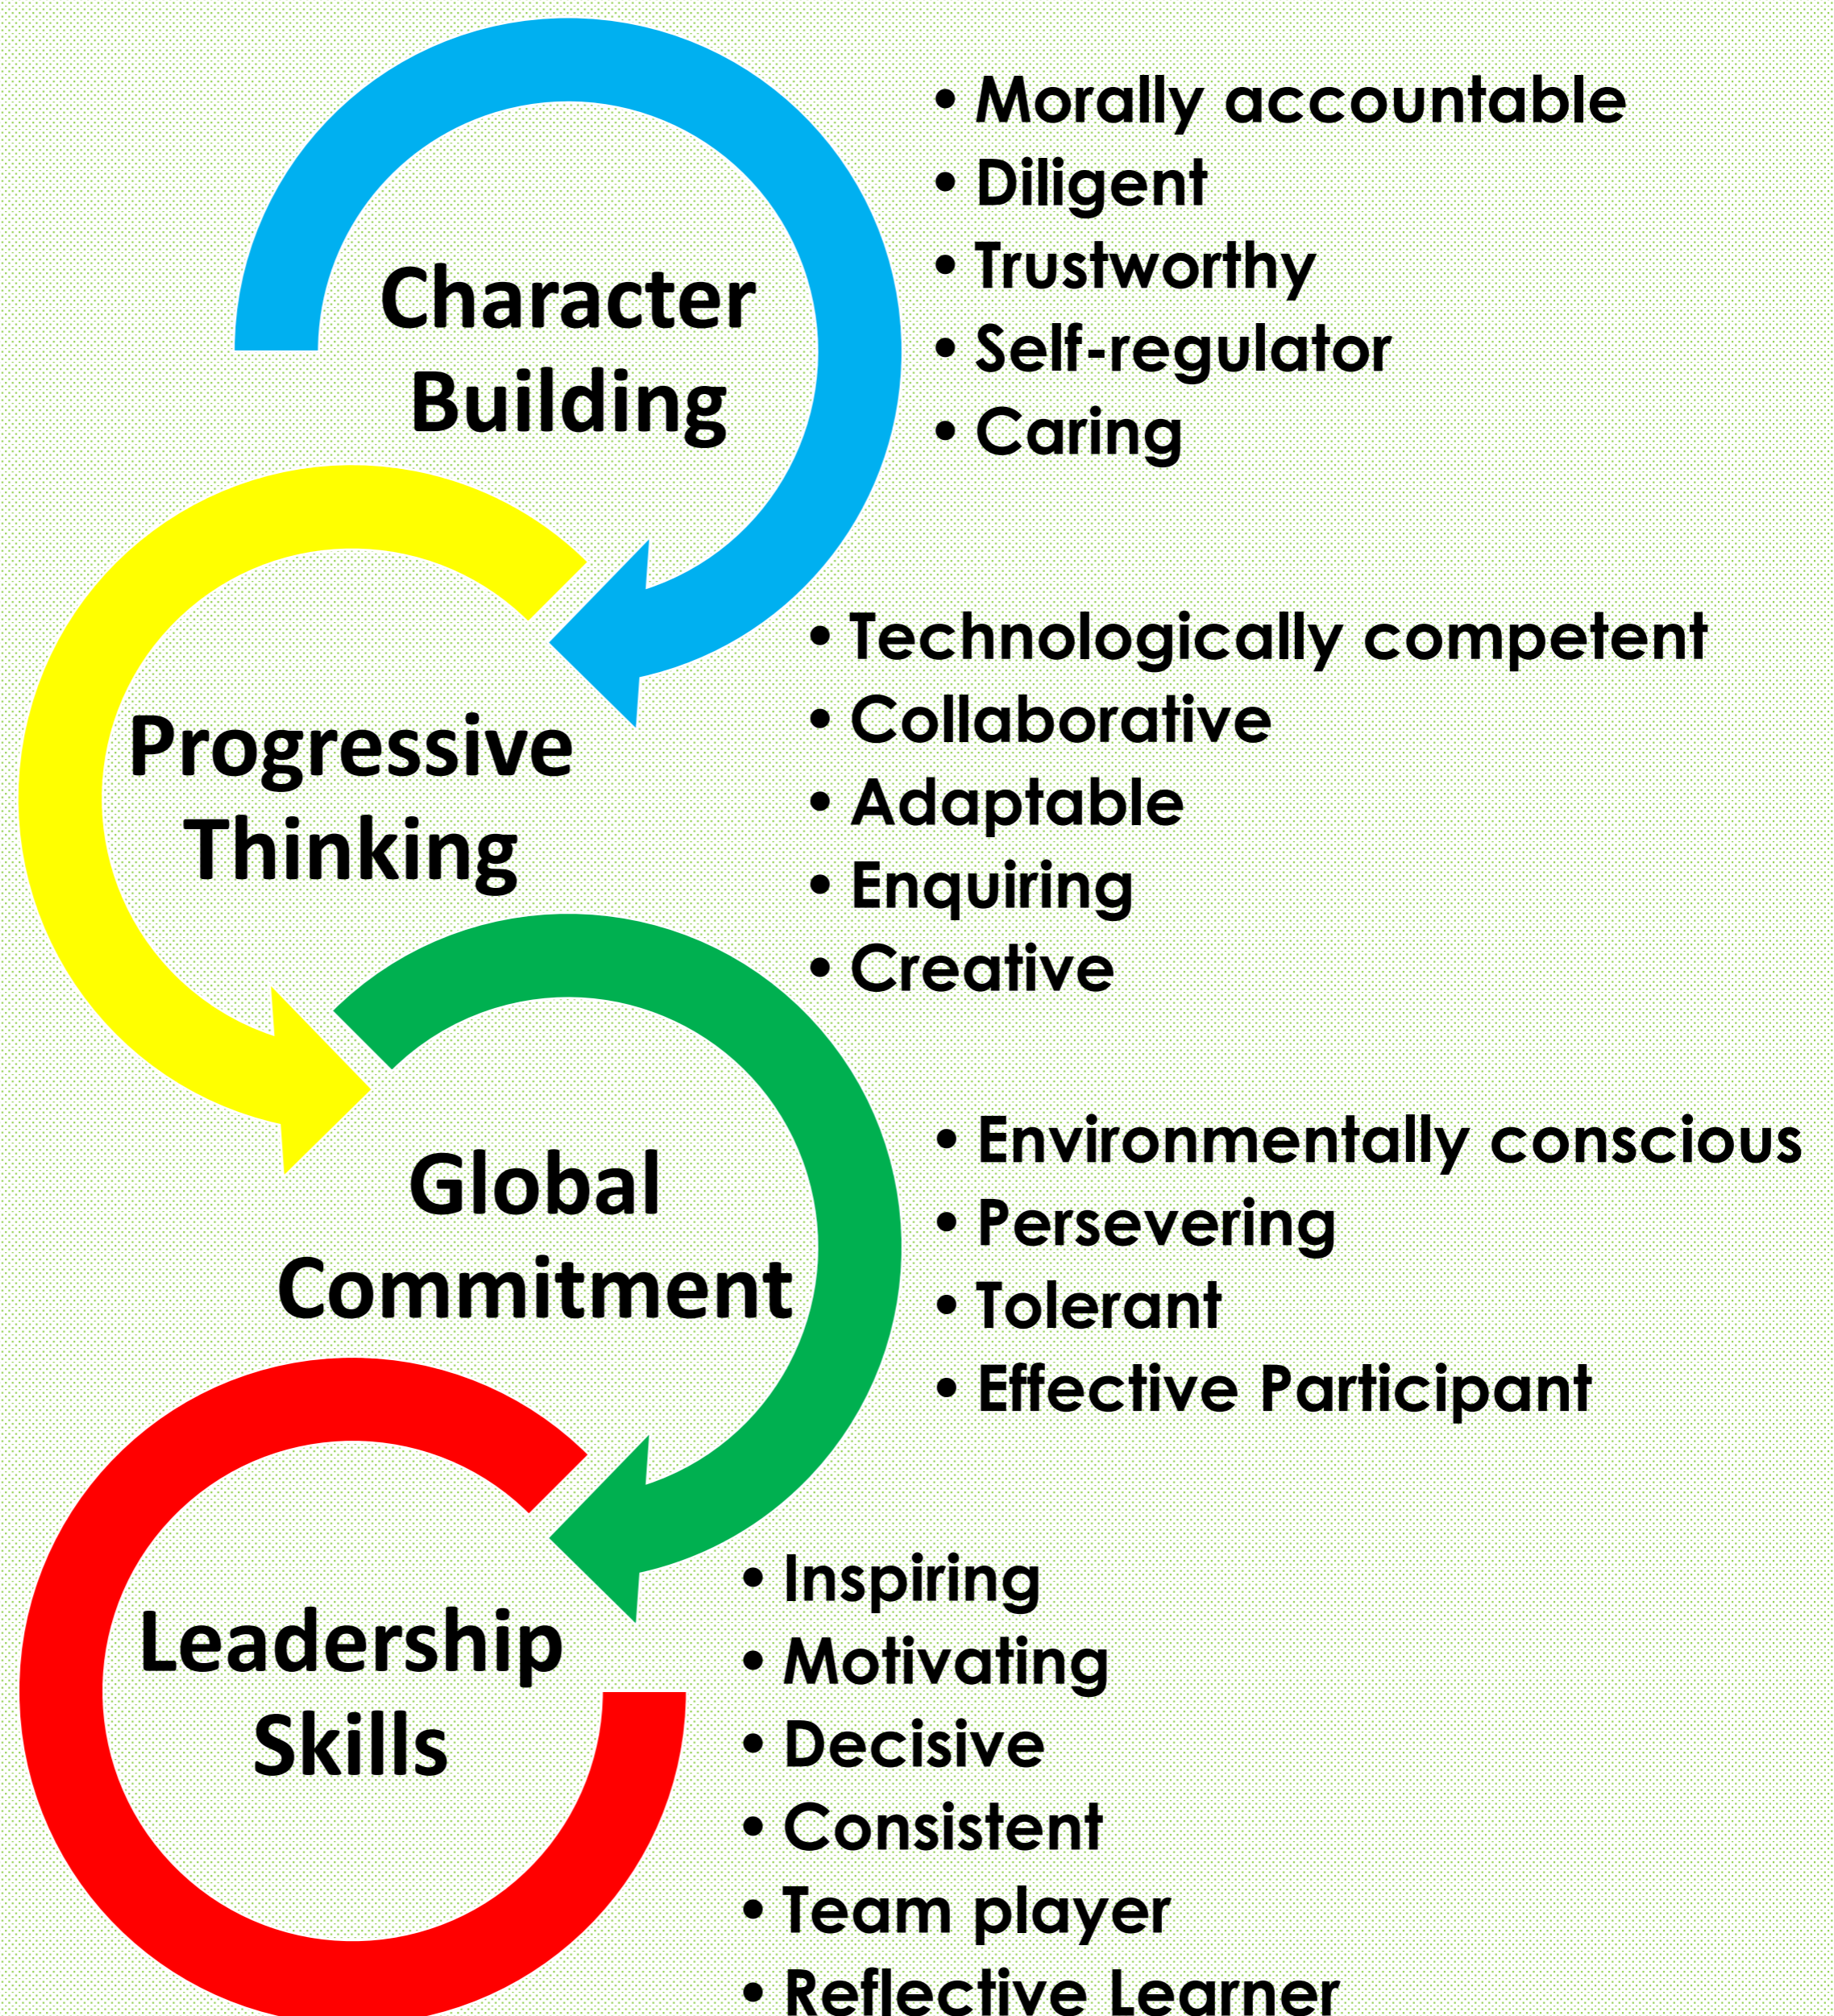 Character
Building
• Morally accountable
• Diligent
• Trustworthy
• Self-regulator
• Caring
Progressive
Thinking
• Technologically competent
• Collaborative
• Adaptable
• Enquiring
• Creative
Global
Commitment
• Environmentally conscious
• Persevering
• Tolerant
• Effective Participant
Leadership
Skills
• Inspiring
• Motivating
• Decisive
• Consistent
• Team player
• Reflective Learner